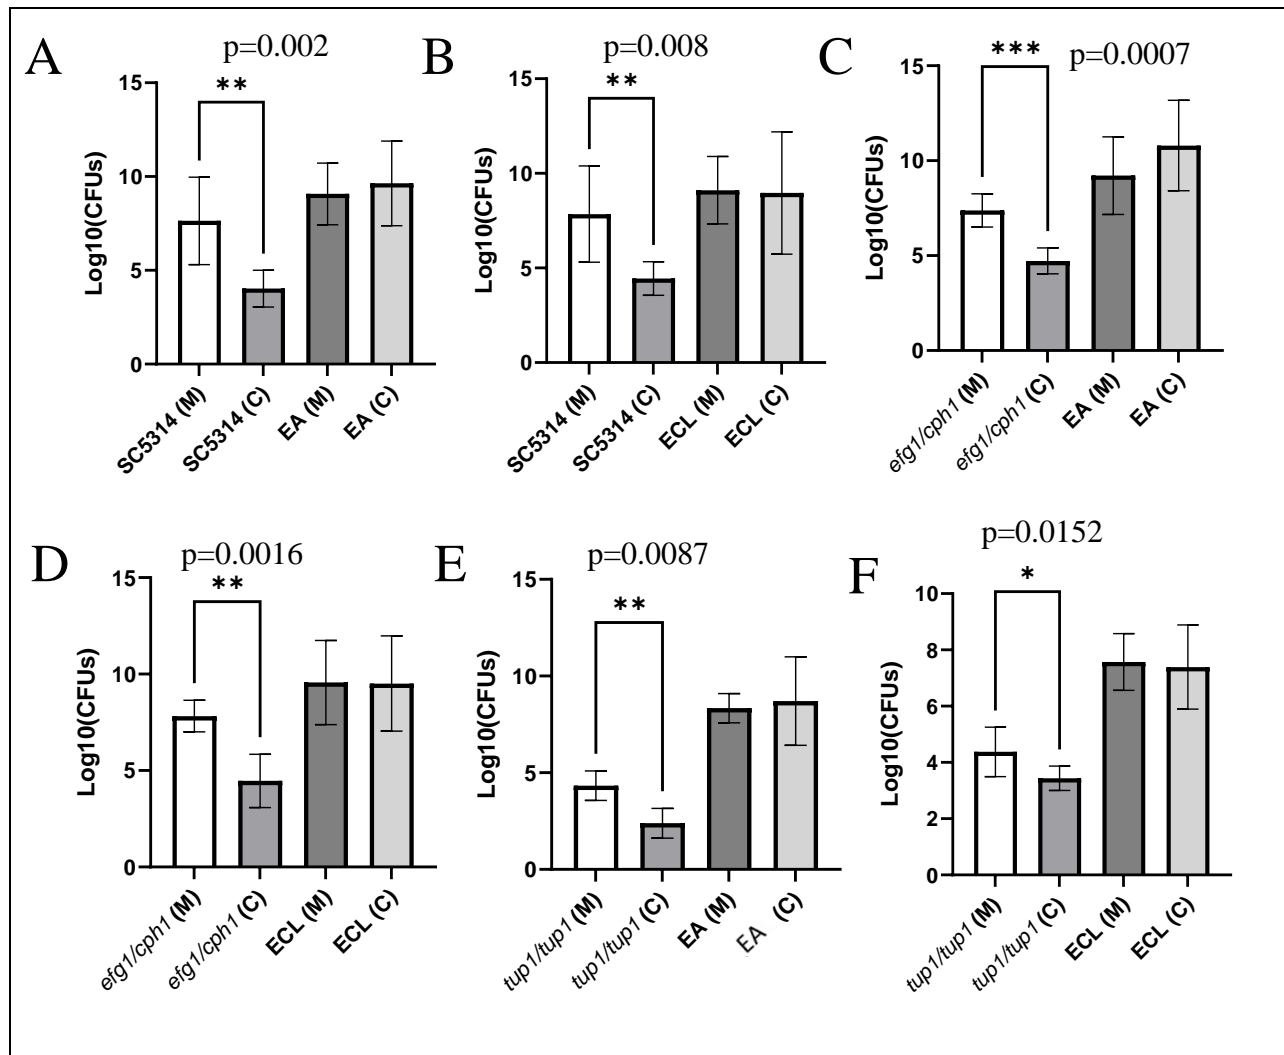 A
p=0.002
**
15
10
5
0
Log10(CFUs)
SC5314 (M)
SC5314 (C)
EA (M)
EA (C)
B
p=0.008
**
15
10
5
0
Log10(CFUs)
SC5314 (M)
SC5314 (C)
ECL (M)
ECL (C)
C
***
p=0.0007
15
10
5
0
Log10(CFUs)
efg1/cph1 (M)
efg1/cph1 (C)
EA (M)
EA (C)
D
p=0.0016
**
15
10
5
0
Log10(CFUs)
efg1/cph1 (M)
efg1/cph1 (C)
ECL (M)
ECL (C)
E
p=0.0087
**
15
10
5
0
Log10(CFUs)
tup1/tup1 (M)
tup1/tup1 (C)
EA (M)
EA (C)
F
p=0.0152
*
10
8
6
4
2
0
Log10(CFUs)
tup1/tup1 (M)
tup1/tup1 (C)
ECL (M)
ECL (C)